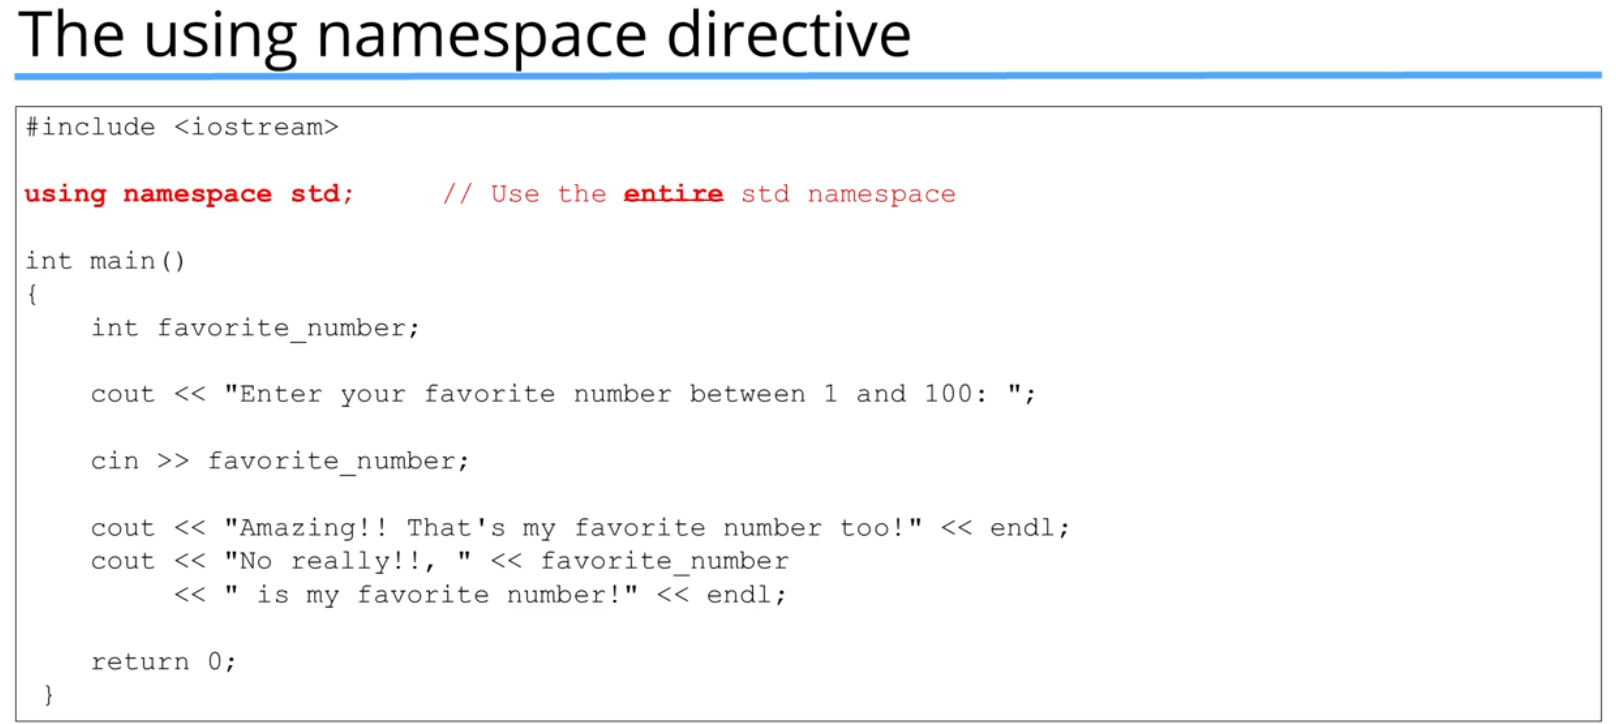 The using namespace directive
#include <iostream>
using namespace std;      // Use the entire std namespace
int main()
{
    int favorite_number;
    cout << "Enter your favorite number between 1 and 100: ";
    cin >> favorite_number;
    cout << "Amazing!! That's my favorite number too!" << endl;
    cout << "No really!!, " << favorite_number
         << " is my favorite number!" << endl;
    return 0;
}